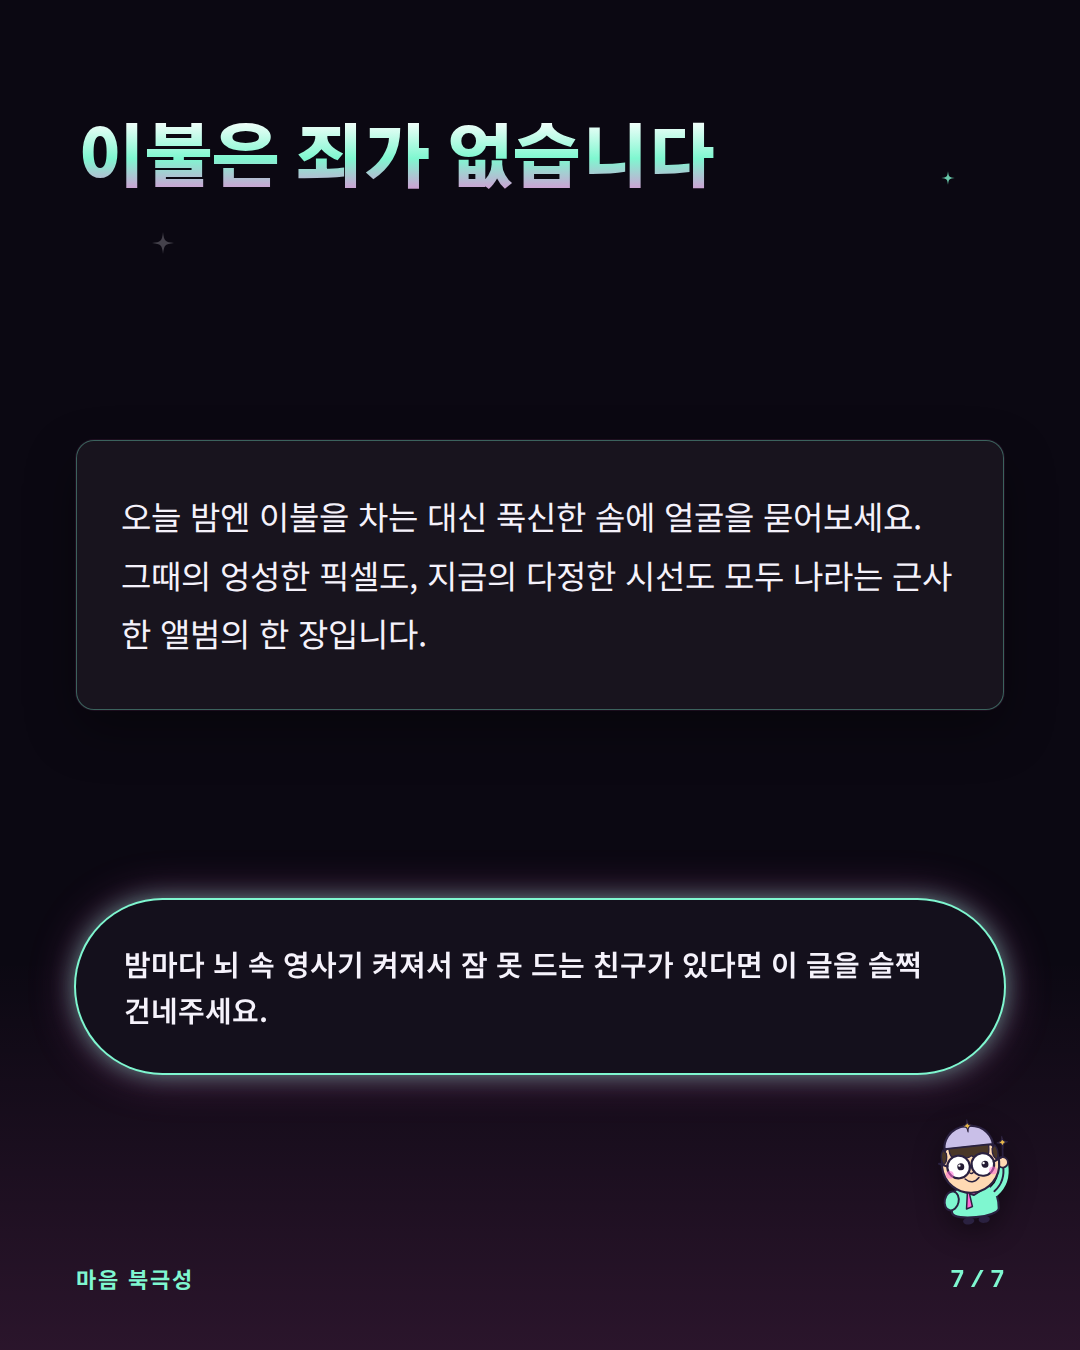 이불은 죄가 없습니다
오늘 밤엔 이불을 차는 대신 푹신한 솜에 얼굴을 묻어보세요.
그때의 엉성한 픽셀도, 지금의 다정한 시선도 모두 나라는 근사
한 앨범의 한 장입니다.
밤마다 뇌 속 영사기 켜져서 잠 못 드는 친구가 있다면 이 글을 슬쩍
건네주세요.
마음 북극성
7 / 7